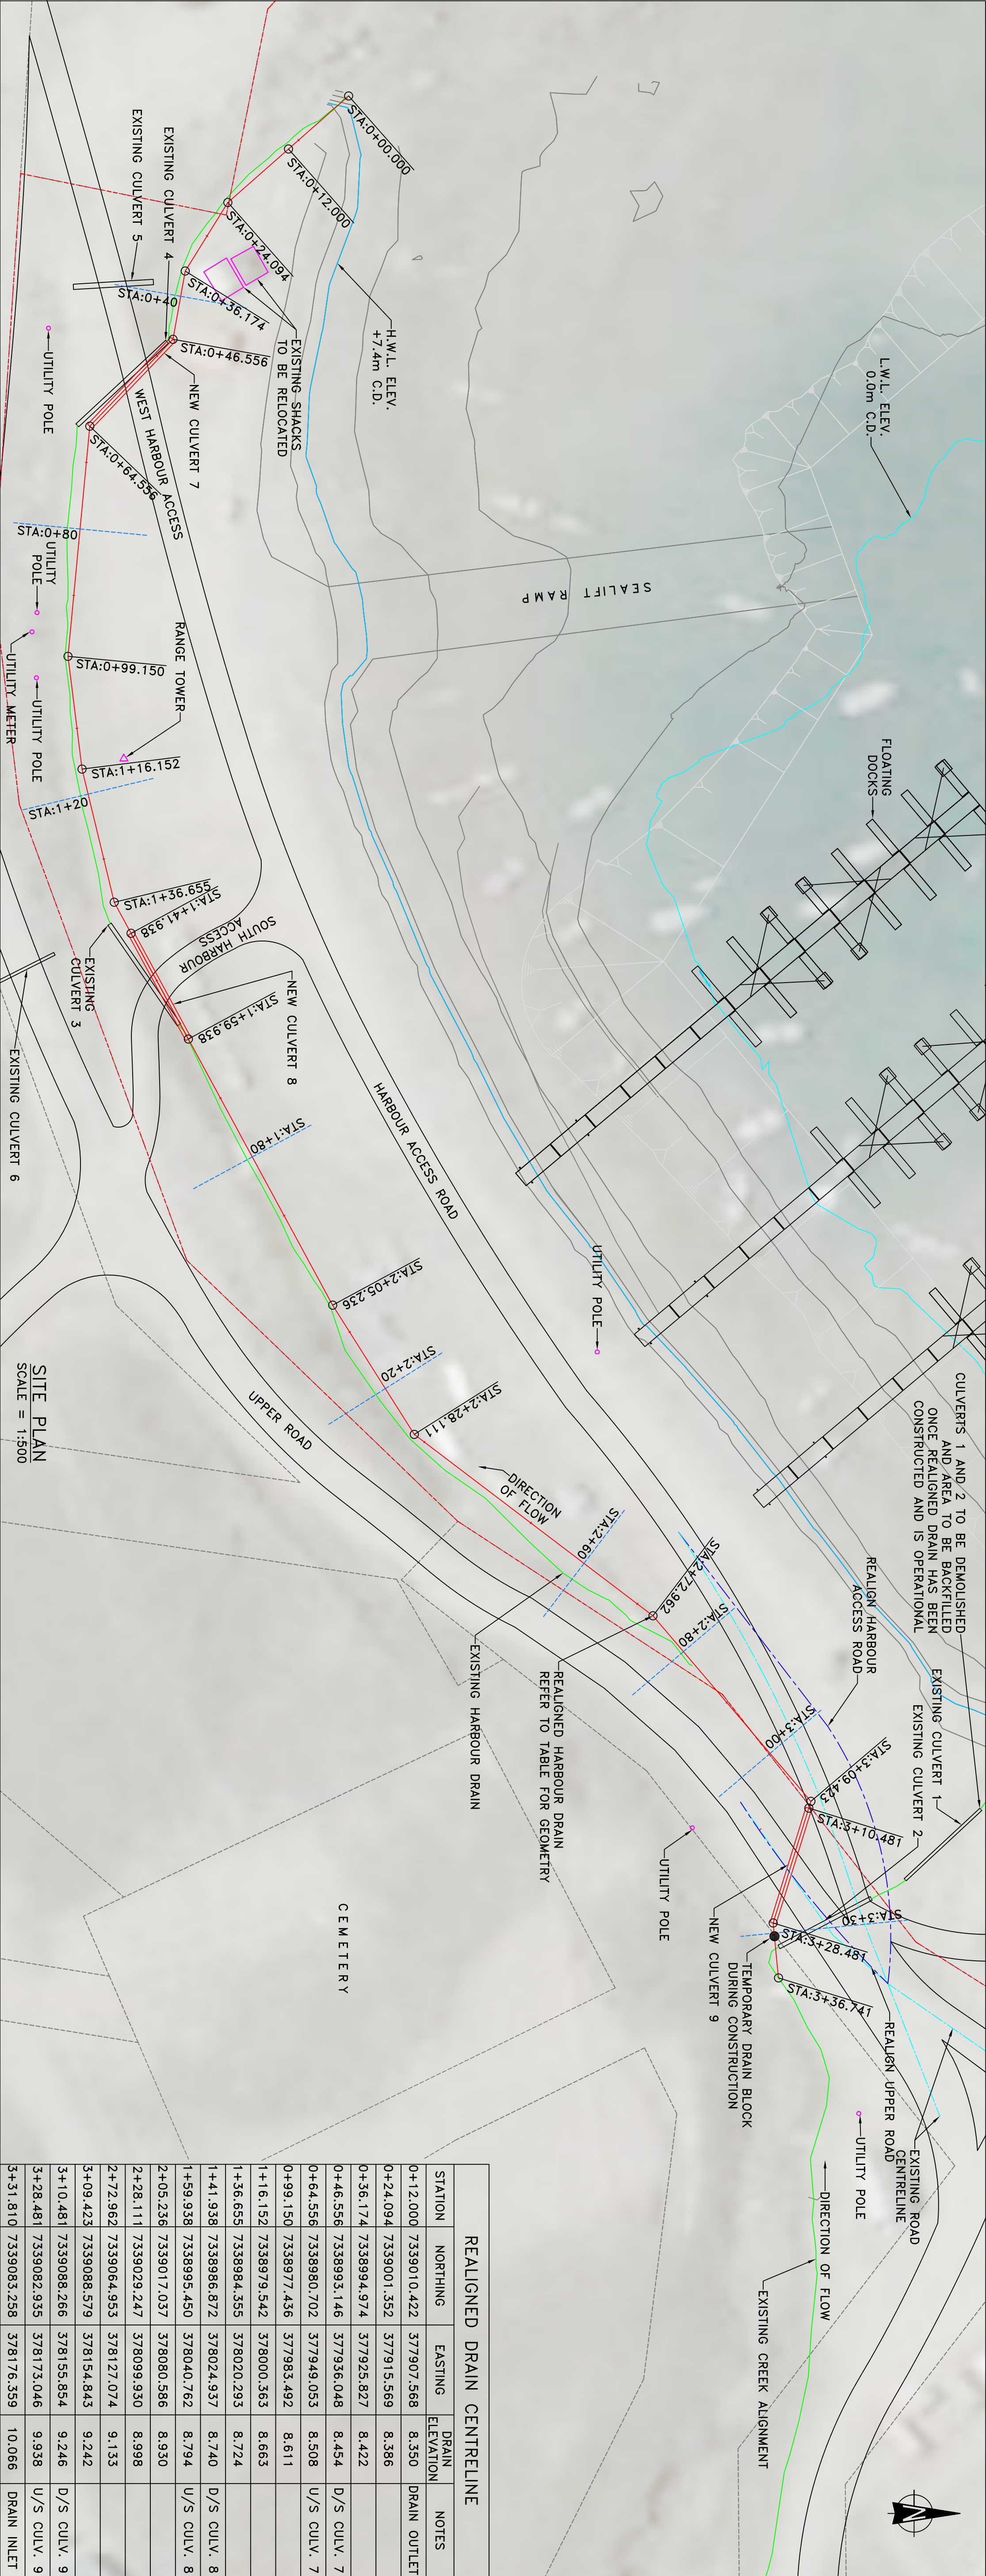 STA:0+00.000
STA:0+12.000
STA:0+24.094
STA:0+36.174
STA:0+40
STA:0+46.556
STA:0+64.556
STA:0+80
STA:0+99.150
STA:1+16.152
STA:1+20
STA:1+36.655
STA:1+41.938
STA:1+59.938
STA:1+80
STA:2+05.236
STA:2+20
STA:2+28.111
STA:2+60
STA:2+72.962
STA:2+80
STA:3+00
STA:3+09.423
STA:3+10.481
STA:3+30
STA:3+28.481
STA:3+36.741
EXISTING CULVERT 5
EXISTING CULVERT 4
UTILITY POLE
NEW CULVERT 7
WEST HARBOUR ACCESS
EXISTING SHACKS
TO BE RELOCATED
H.W.L. ELEV.
+7.4m C.D.
L.W.L. ELEV.
0.0m C.D.
SEALIFT RAMP
UTILITY
POLE
UTILITY METER
UTILITY POLE
RANGE TOWER
FLOATING
DOCKS
SOUTH HARBOUR
ACCESS
EXISTING
CULVERT 3
EXISTING CULVERT 6
NEW CULVERT 8
HARBOUR ACCESS ROAD
UTILITY POLE
UPPER ROAD
SITE PLAN
SCALE = 1:500
DIRECTION
OF FLOW
EXISTING HARBOUR DRAIN
REALIGNED HARBOUR DRAIN
REFER TO TABLE FOR GEOMETRY
CULVERTS 1 AND 2 TO BE DEMOLISHED
AND AREA TO BE BACKFILLED
ONCE REALIGNED DRAIN HAS BEEN
CONSTRUCTED AND IS OPERATIONAL
REALIGN HARBOUR
ACCESS ROAD
EXISTING CULVERT 1
EXISTING CULVERT 2
UTILITY POLE
NEW CULVERT 9
TEMPORARY DRAIN BLOCK
DURING CONSTRUCTION
CEMETERY
REALIGN UPPER ROAD
EXISTING ROAD
CENTRELINE
UTILITY POLE
DIRECTION OF FLOW
EXISTING CREEK ALIGNMENT
N
REALIGNED DRAIN CENTRELINE
STATION NORTHING EASTING DRAIN ELEVATION NOTES
0+12.000 7339010.422 377907.568 8.350 DRAIN OUTLET
0+24.094 7339001.352 377915.569 8.386
0+36.174 7338994.974 377925.827 8.422
0+46.556 7338993.146 377936.048 8.454 D/S CULV. 7
0+64.556 7338980.702 377949.053 8.508 U/S CULV. 7
0+99.150 7338977.436 377983.492 8.611
1+16.152 7338979.542 378000.363 8.663
1+36.655 7338984.355 378020.293 8.724
1+41.938 7338986.872 378024.937 8.740 D/S CULV. 8
1+59.938 7338995.450 378040.762 8.794 U/S CULV. 8
2+05.236 7339017.037 378080.586 8.930
2+28.111 7339029.247 378099.930 8.998
2+72.962 7339064.953 378127.074 9.133
3+09.423 7339088.579 378154.843 9.242
3+10.481 7339088.266 378155.854 9.246 D/S CULV. 9
3+28.481 7339082.935 378173.046 9.938 U/S CULV. 9
3+31.810 7339083.258 378176.359 10.066 DRAIN INLET